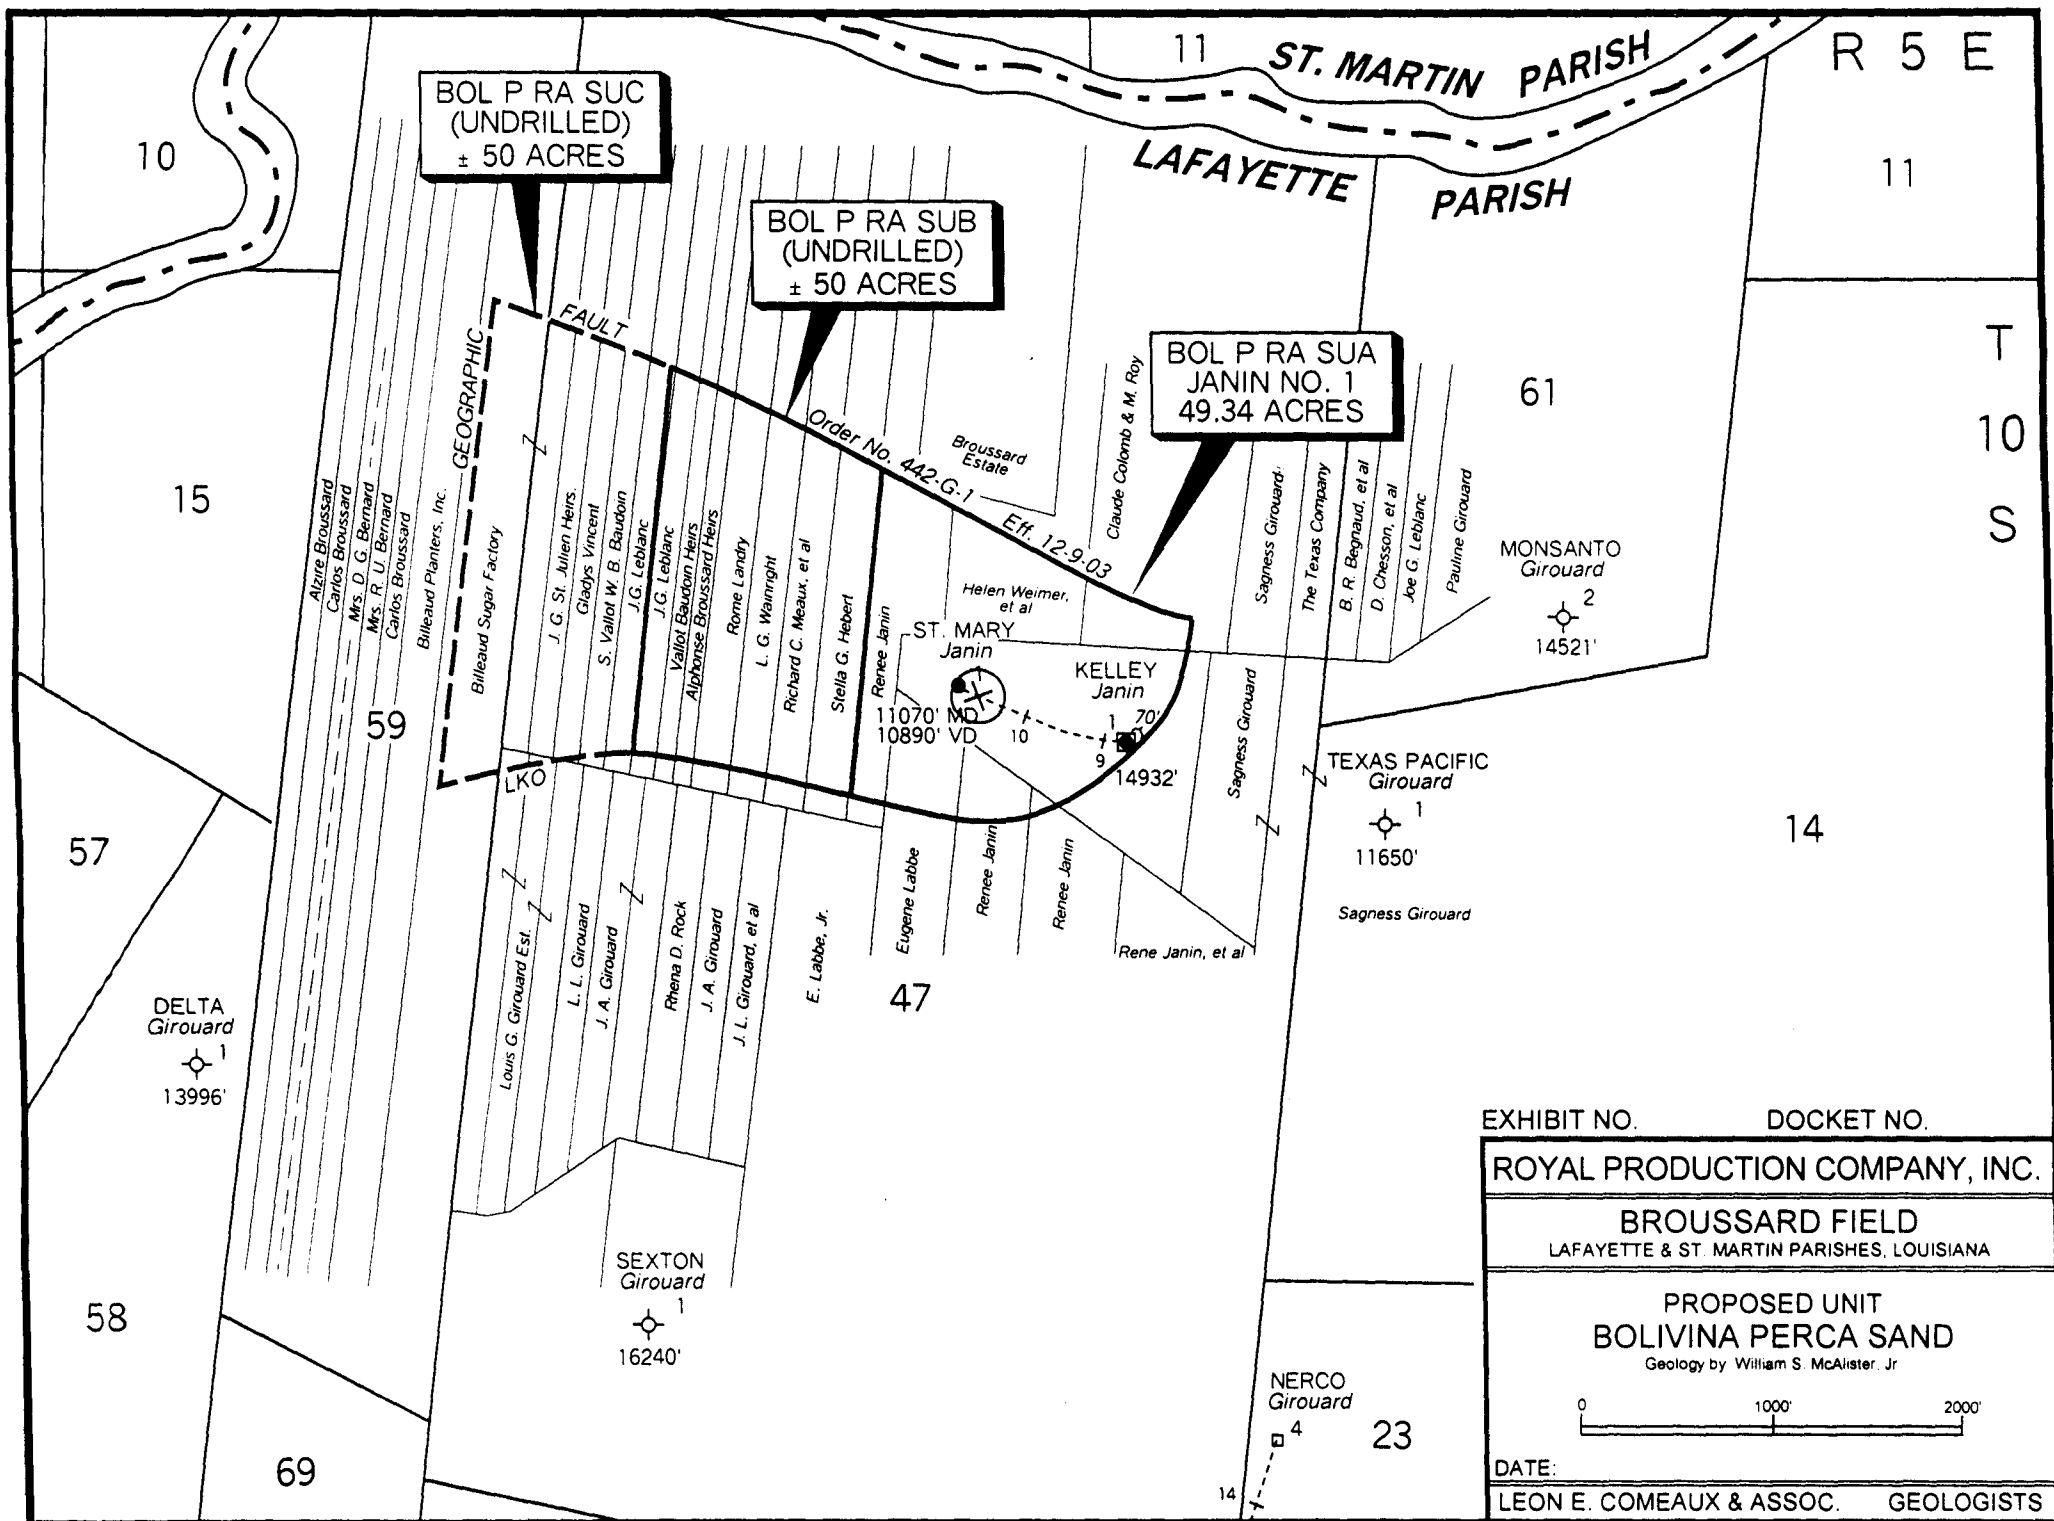 R 5 E
T
10
S
11
ST. MARTIN PARISH
LAFAYETTE PARISH
11
10
BOL P RA SUC
(UNDRILLED)
± 50 ACRES
BOL P RA SUB
(UNDRILLED)
± 50 ACRES
BOL P RA SUA
JANIN NO. 1
49.34 ACRES
61
15
59
57
58
69
47
14
23
FAULT
GEOGRAPHIC
LKO
Order No. 442-G-1
Eff. 12-9-03
Alzire Broussard
Carlos Broussard
Mrs. D. G. Bernard
Mrs. R. U. Bernard
Carlos Broussard
Billeaud Planters, Inc.
Billeaud Sugar Factory
J. G. St. Julien Heirs.
Gladys Vincent
S. Vallot W. B. Baudoin
J.G. Leblanc
J.G. Leblanc
Vallot Baudoin Heirs
Alphonse Broussard Heirs
Rome Landry
L. G. Wainright
Richard C. Meaux, et al
Stella G. Hebert
Renee Janin
Broussard
Estate
Helen Weimer,
et al
Claude Colomb & M. Roy
Sagness Girouard
The Texas Company
B. R. Begnaud, et al
D. Chesson, et al
Joe G. Leblanc
Pauline Girouard
MONSANTO
Girouard
2
14521'
ST. MARY
Janin
1
11070' MD
10890' VD
10
KELLEY
Janin
1
70'
9
14932'
Sagness Girouard
TEXAS PACIFIC
Girouard
1
11650'
Sagness Girouard
Louis G. Girouard Est.
L. L. Girouard
J. A. Girouard
Rhena D. Rock
J. A. Girouard
J. L. Girouard, et al
E. Labbe, Jr.
Eugene Labbe
Renee Janin
Renee Janin
Rene Janin, et al
DELTA
Girouard
1
13996'
SEXTON
Girouard
1
16240'
NERCO
Girouard
4
14
EXHIBIT NO. DOCKET NO.
ROYAL PRODUCTION COMPANY, INC.
BROUSSARD FIELD
LAFAYETTE & ST. MARTIN PARISHES, LOUISIANA
PROPOSED UNIT
BOLIVINA PERCA SAND
Geology by William S. McAlister, Jr
0 1000' 2000'
DATE:
LEON E. COMEAUX & ASSOC. GEOLOGISTS